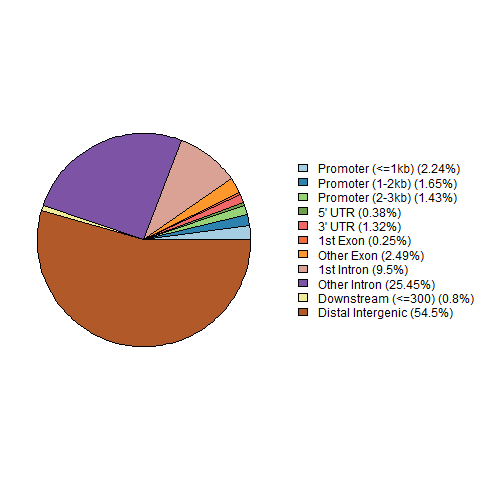 Promoter (<=1kb) (2.24%)
Promoter (1-2kb) (1.65%)
Promoter (2-3kb) (1.43%)
5' UTR (0.38%)
3' UTR (1.32%)
1st Exon (0.25%)
Other Exon (2.49%)
1st Intron (9.5%)
Other Intron (25.45%)
Downstream (<=300) (0.8%)
Distal Intergenic (54.5%)